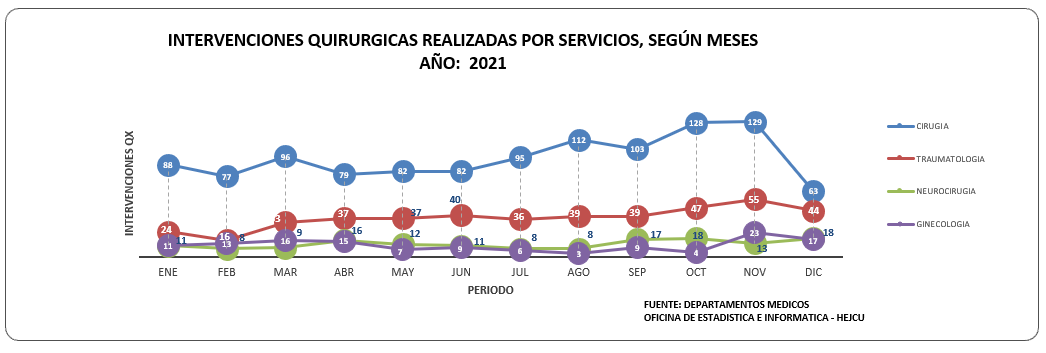 INTERVENCIONES QUIRURGICAS REALIZADAS POR SERVICIOS, SEGÚN MESES
AÑO: 2021
INTERVENCIONES QX
88 77 96 79 82 82 95 112 103 128 129 63
24 16 37 37 40 36 39 39 47 55 44
11 8 9 16 12 11 8 8 17 18 13 18
11 13 16 15 7 9 6 3 9 4 23 17
ENE FEB MAR ABR MAY JUN JUL AGO SEP OCT NOV DIC
PERIODO
CIRUGIA
TRAUMATOLOGIA
NEUROCIRUGIA
GINECOLOGIA
FUENTE: DEPARTAMENTOS MEDICOS
OFICINA DE ESTADISTICA E INFORMATICA - HEJCU